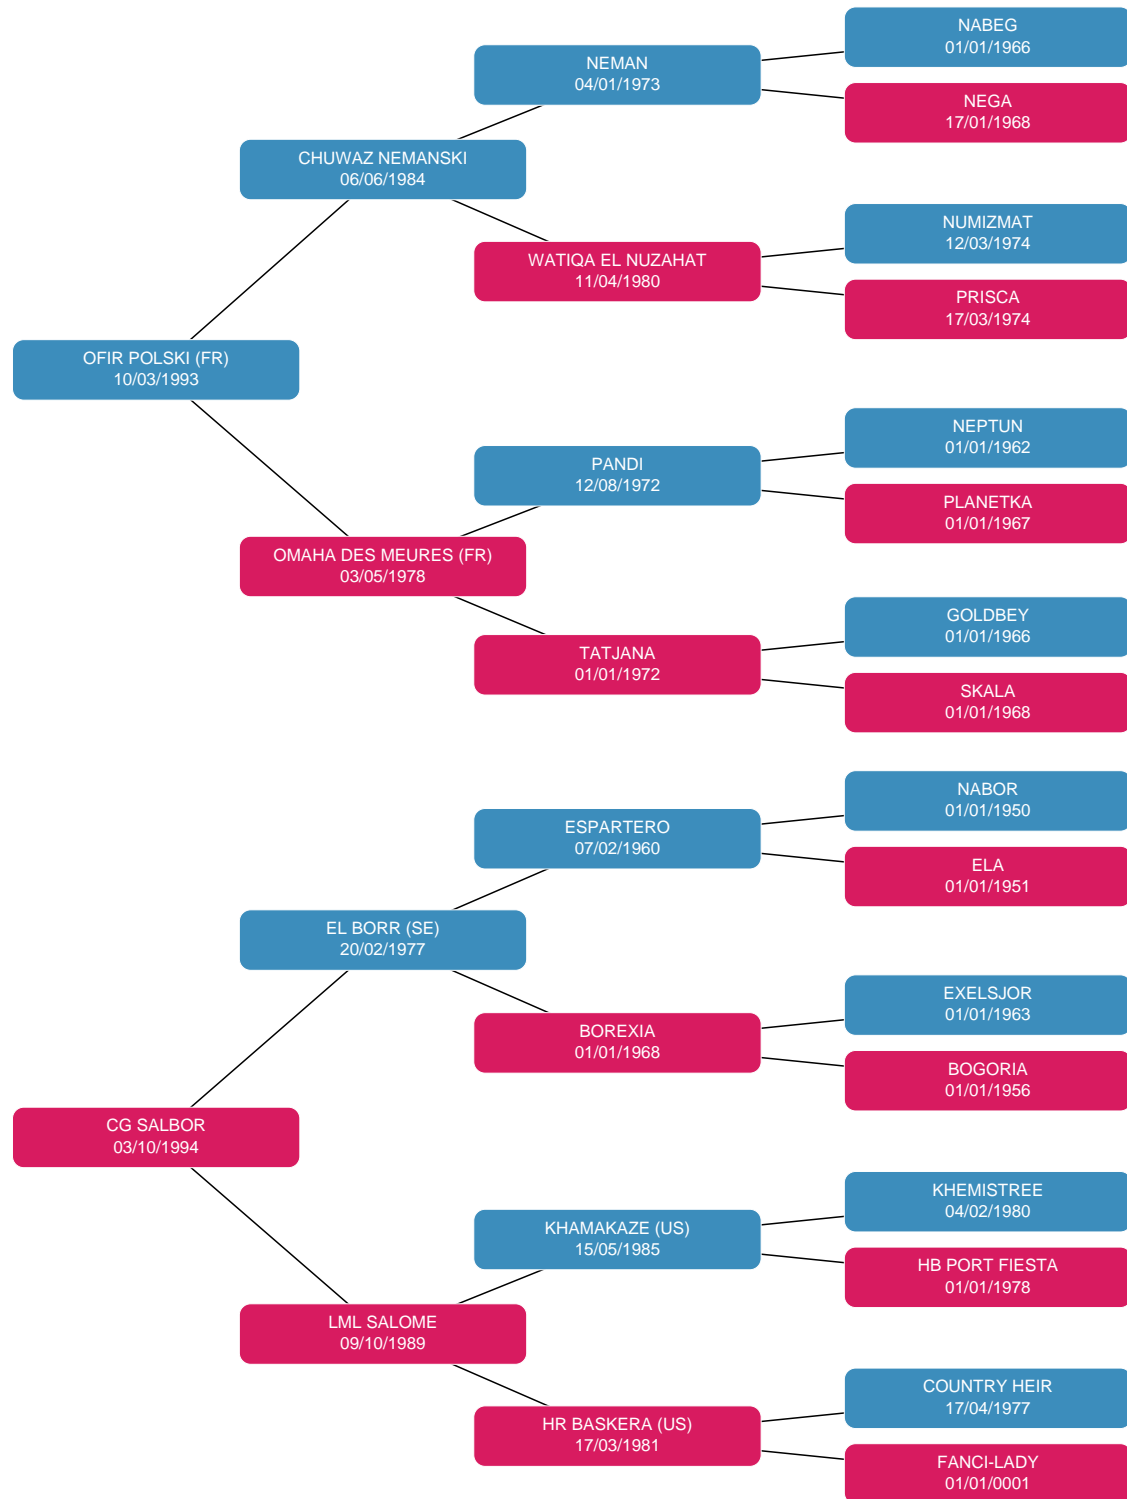 NABEG
01/01/1966
NEMAN
04/01/1973
NEGA
17/01/1968
CHUWAZ NEMANSKI
06/06/1984
NUMIZMAT
12/03/1974
WATIQA EL NUZAHAT
11/04/1980
PRISCA
17/03/1974
OFIR POLSKI (FR)
10/03/1993
NEPTUN
01/01/1962
PANDI
12/08/1972
PLANETKA
01/01/1967
OMAHA DES MEURES (FR)
03/05/1978
GOLDBEY
01/01/1966
TATJANA
01/01/1972
SKALA
01/01/1968
NABOR
01/01/1950
ESPARTERO
07/02/1960
ELA
01/01/1951
EL BORR (SE)
20/02/1977
EXELSJOR
01/01/1963
BOREXIA
01/01/1968
BOGORIA
01/01/1956
CG SALBOR
03/10/1994
KHEMISTREE
04/02/1980
KHAMAKAZE (US)
15/05/1985
HB PORT FIESTA
01/01/1978
LML SALOME
09/10/1989
COUNTRY HEIR
17/04/1977
HR BASKERA (US)
17/03/1981
FANCI-LADY
01/01/0001